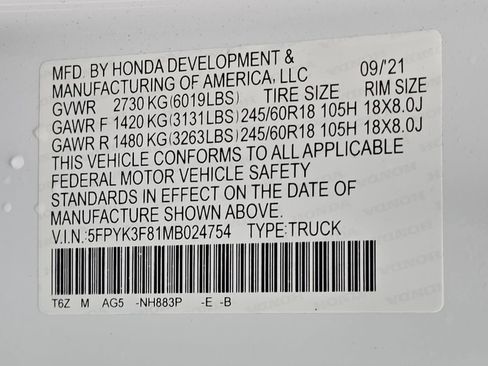 MFD. BY HONDA DEVELOPMENT & 09/'21
MANUFACTURING OF AMERICA, LLC
GVWR 2730 KG(6019LBS) TIRE SIZE RIM SIZE
GAWR F 1420 KG(3131LBS) 245/60R18 105H 18X8.0J
GAWR R 1480 KG(3263LBS) 245/60R18 105H 18X8.0J
THIS VEHICLE CONFORMS TO ALL APPLICABLE
FEDERAL MOTOR VEHICLE SAFETY
STANDARDS IN EFFECT ON THE DATE OF
MANUFACTURE SHOWN ABOVE.
V.I.N.:5FPYK3F81MB024754 TYPE:TRUCK
T6Z M AG5 -NH883P -E -B